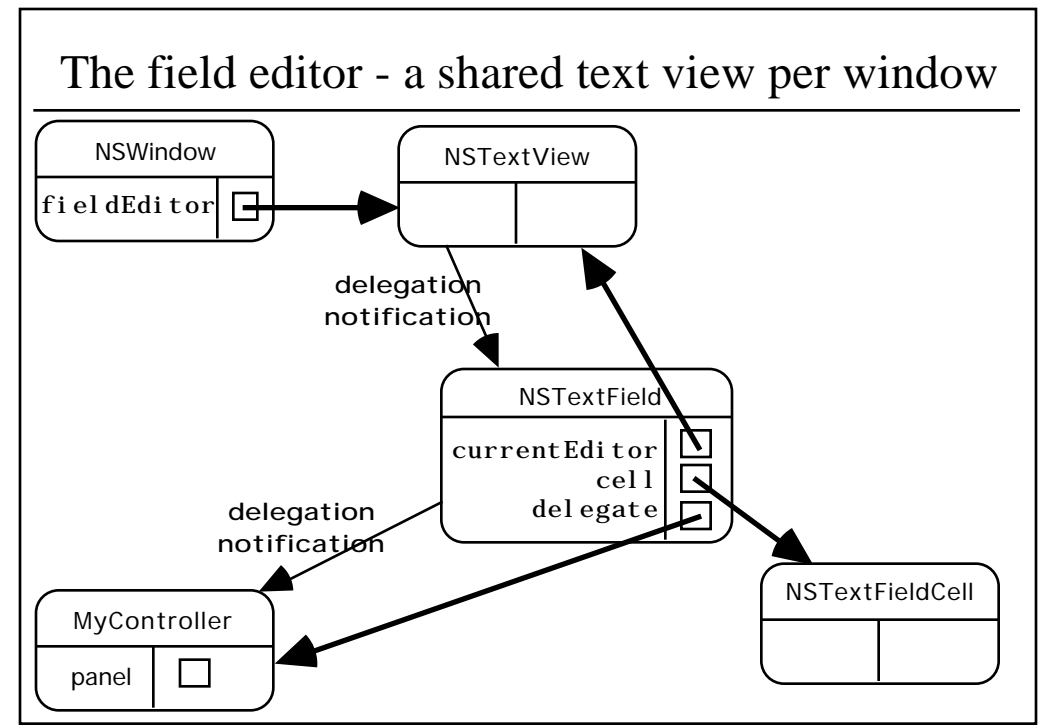 The field editor - a shared text view per window
NSWindow
fieldEditor
NSTextView
delegation
notification
NSTextField
currentEditor
cell
delegate
delegation
notification
MyController
panel
NSTextFieldCell